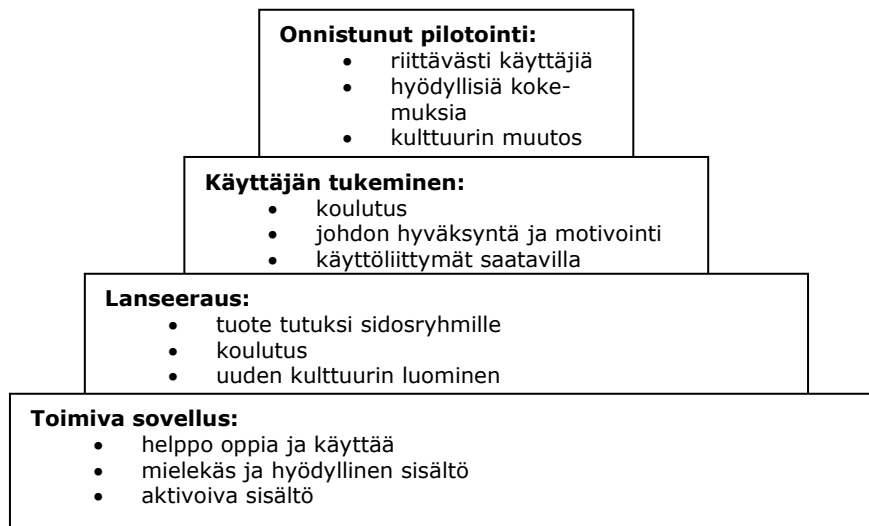 Onnistunut pilotointi:
• riittävästi käyttäjiä
• hyödyllisiä koke-
muksia
• kulttuurin muutos
Käyttäjän tukeminen:
• koulutus
• johdon hyväksyntä ja motivointi
• käyttöliittymät saatavilla
Lanseeraus:
• tuote tutuksi sidosryhmille
• koulutus
• uuden kulttuurin luominen
Toimiva sovellus:
• helppo oppia ja käyttää
• mielekäs ja hyödyllinen sisältö
• aktivoiva sisältö